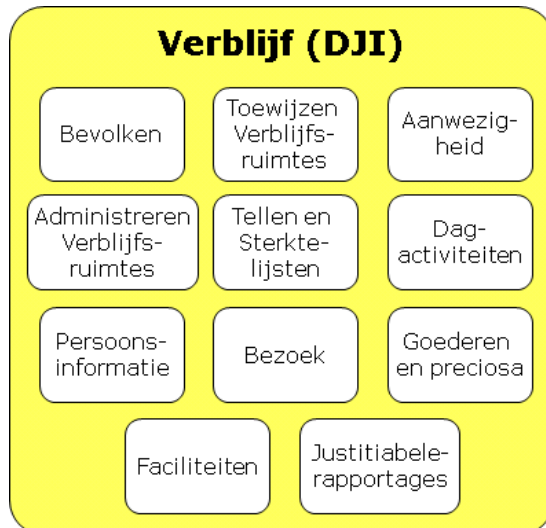 Verblijf (DJI)
Bevolken
Toewijzen
Verblijfs-
ruimtes
Aanwezig-
heid
Administreren
Verblijfs-
ruimtes
Tellen en
Sterkte-
lijsten
Dag-
activiteiten
Persoons-
informatie
Bezoek
Goederen
en preciosa
Faciliteiten
Justitiabele-
rapportages